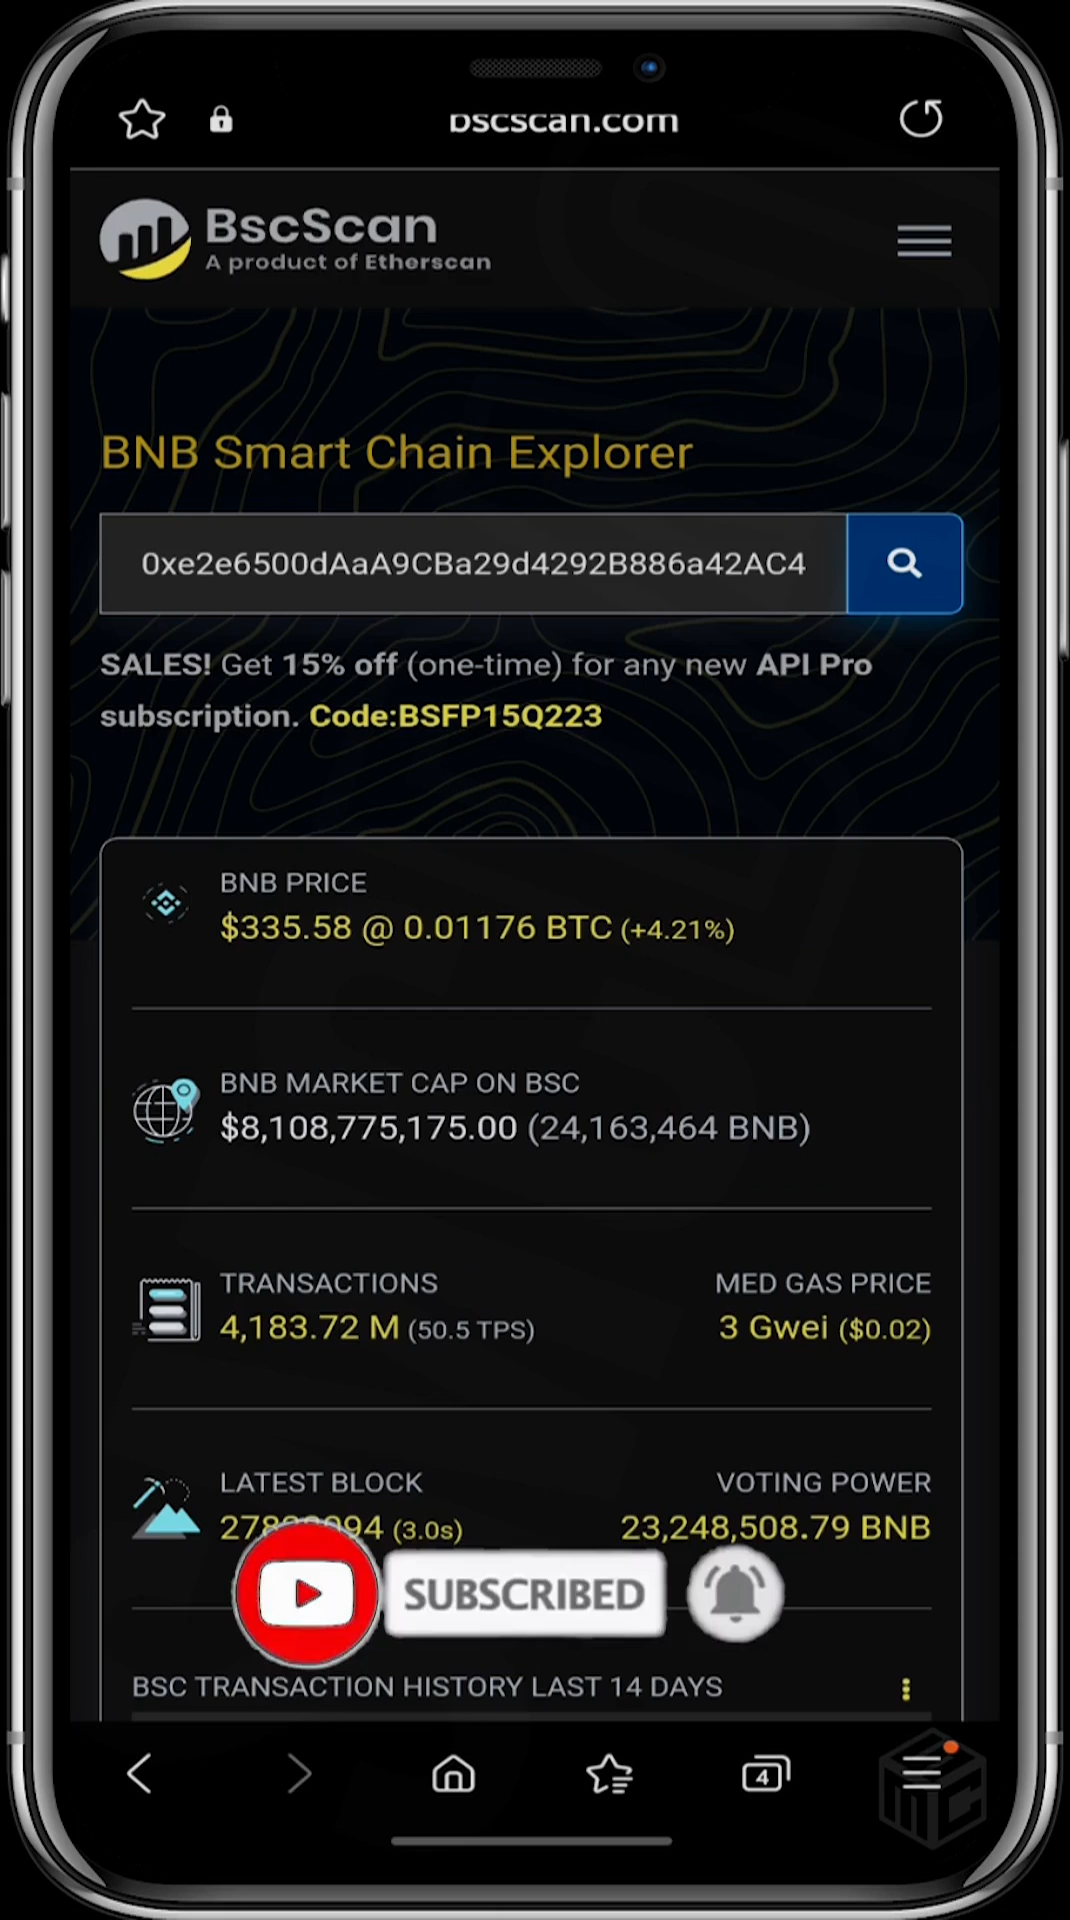 bscscan.com
BscScan
A product of Etherscan
BNB Smart Chain Explorer
0xe2e6500dAaA9CBa29d4292B886a42AC4
SALES! Get 15% off (one-time) for any new API Pro
subscription. Code:BSFP15Q223
BNB PRICE
$335.58 @ 0.01176 BTC (+4.21%)
BNB MARKET CAP ON BSC
$8,108,775,175.00 (24,163,464 BNB)
TRANSACTIONS MED GAS PRICE
4,183.72 M (50.5 TPS) 3 Gwei ($0.02)
LATEST BLOCK VOTING POWER
(3.0s) 23,248,508.79 BNB
SUBSCRIBED
BSC TRANSACTION HISTORY LAST 14 DAYS
4
MC